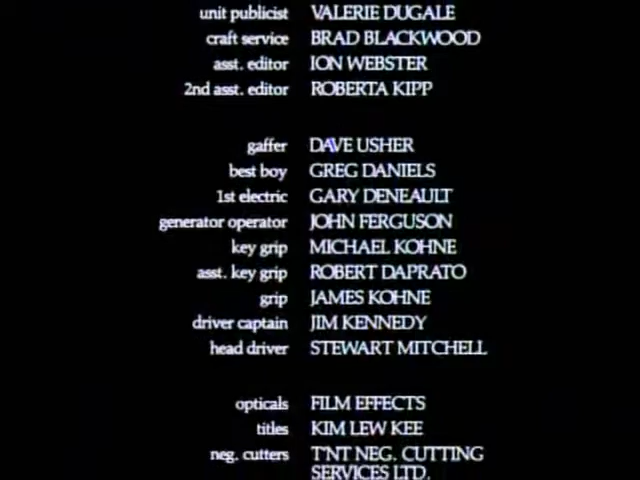 unit publicist VALERIE DUGALE
craft service BRAD BLACKWOOD
asst. editor ION WEBSTER
2nd asst. editor ROBERTA KIPP
gaffer DAVE USHER
best boy GREG DANIELS
1st electric GARY DENEAULT
generator operator JOHN FERGUSON
key grip MICHAEL KOHNE
asst. key grip ROBERT DAPRATO
grip JAMES KOHNE
driver captain JIM KENNEDY
head driver STEWART MITCHELL
opticals FILM EFFECTS
titles KIM LEW KEE
neg. cutters T'NT NEG. CUTTING
SERVICES LTD.